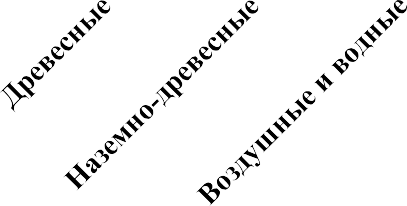 Древесные
Наземно-древесные
Воздушные и водные